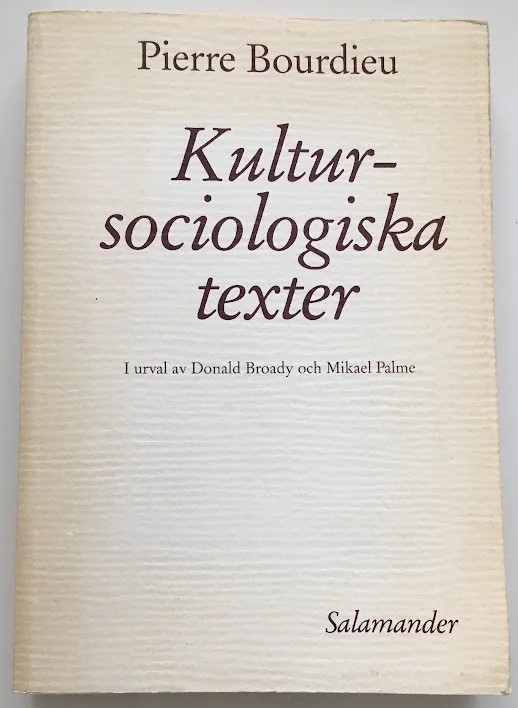 Pierre Bourdieu
Kultur-
sociologiska
texter
I urval av Donald Broady och Mikael Palme
Salamander